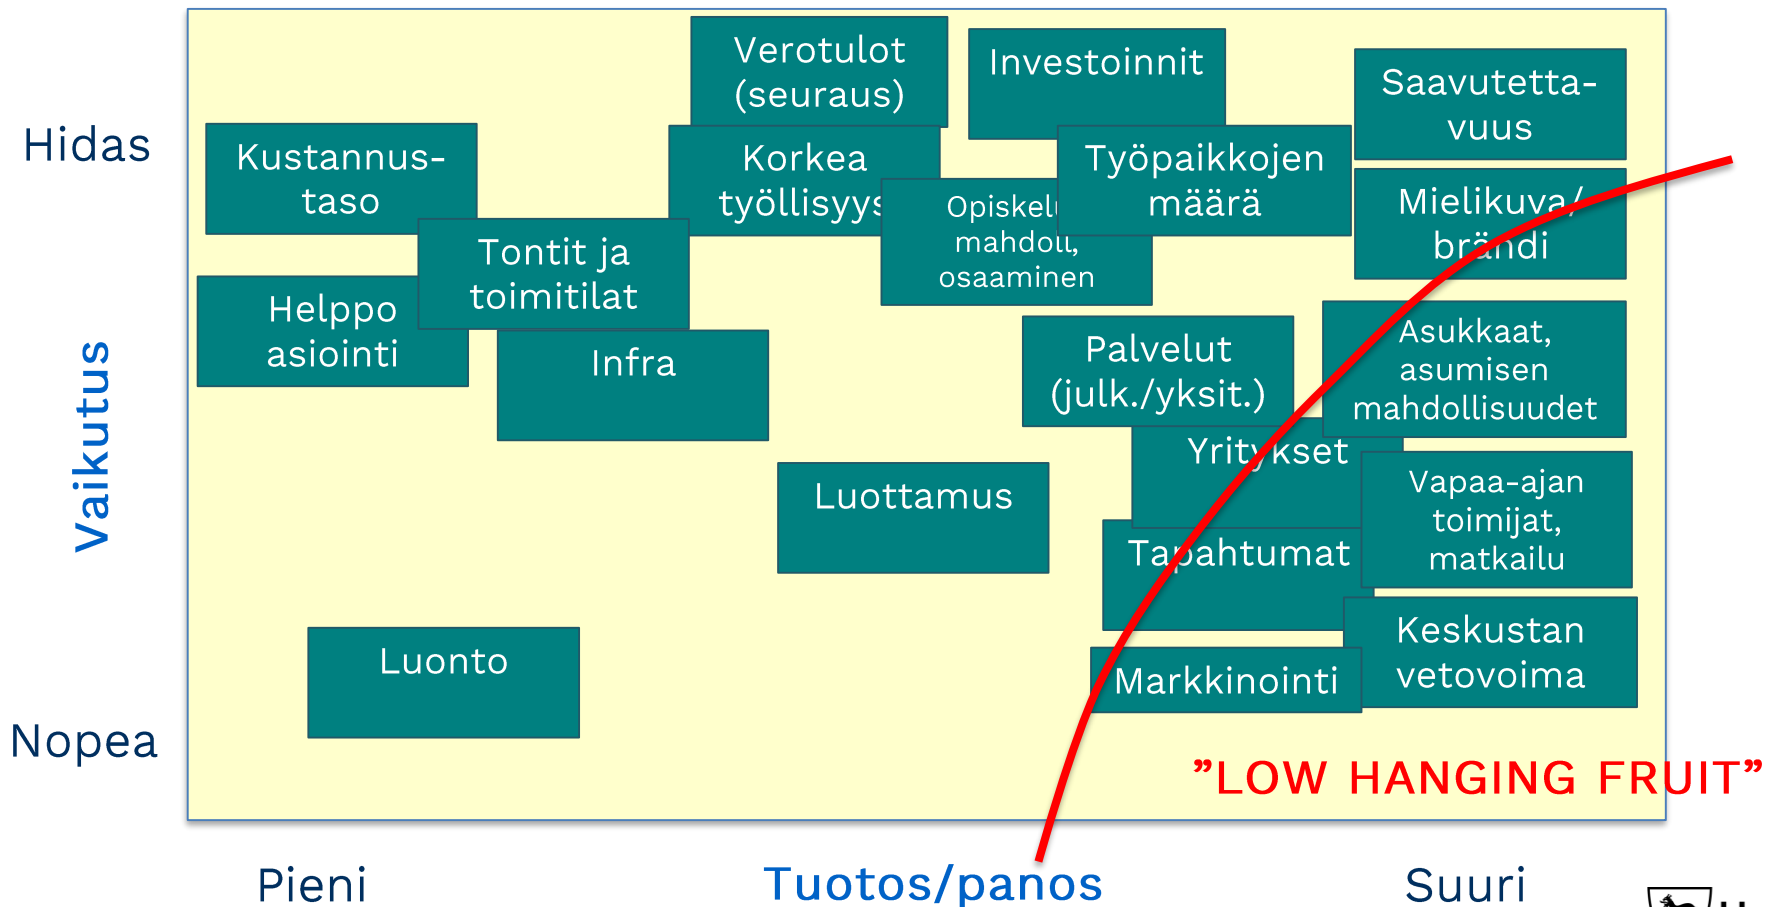 Verotulot
(seuraus)
Investoinnit
Saavutetta-
vuus
Hidas
Kustannus-
taso
Korkea
työllisyys
Työpaikkojen
määrä
Mielikuva/
brändi
mahdoll,
osaaminen
Tontit ja
toimitilat
Helppo
asiointi
Infra
Palvelut
(julk./yksit.)
Asukkaat,
asumisen
mahdollisuudet
Vaikutus
Yritykset
Luottamus
Vapaa-ajan
toimijat,
matkailu
Tapahtumat
Keskustan
vetovoima
Luonto
Markkinointi
Nopea
”LOW HANGING FRUIT”
Pieni
Tuotos/panos
Suuri